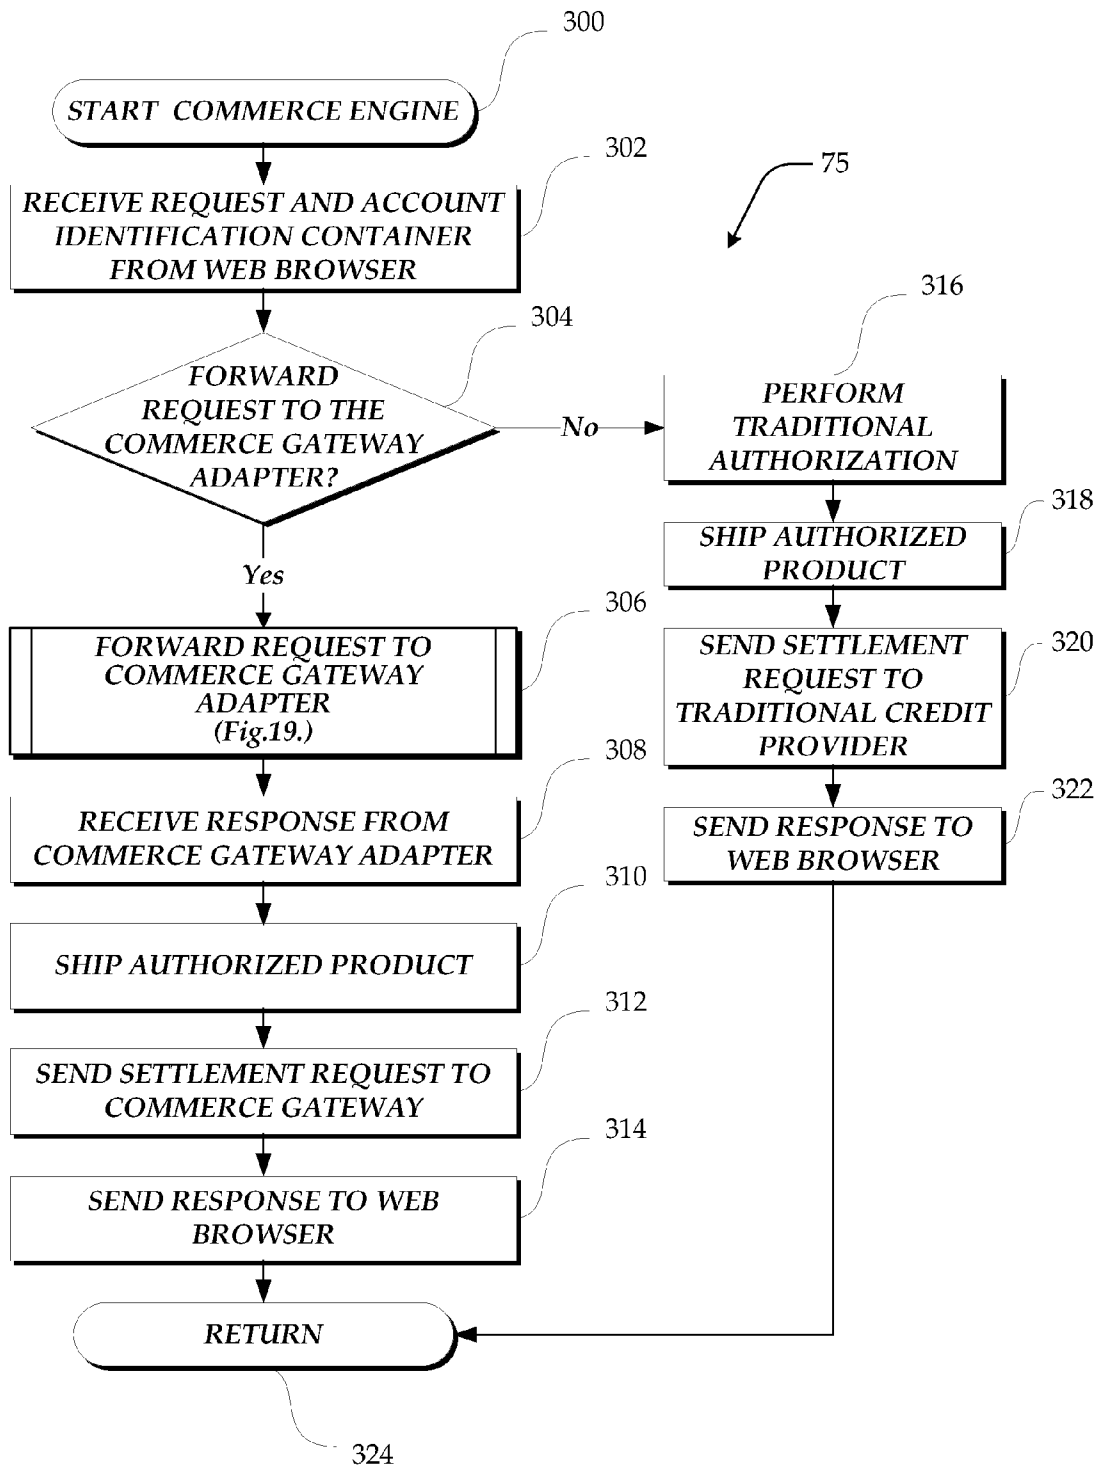 300
START COMMERCE ENGINE
302
75
RECEIVE REQUEST AND ACCOUNT
IDENTIFICATION CONTAINER
FROM WEB BROWSER
304
316
FORWARD
REQUEST TO THE
COMMERCE GATEWAY
ADAPTER?
No
PERFORM
TRADITIONAL
AUTHORIZATION
318
SHIP AUTHORIZED
PRODUCT
Yes
306
FORWARD REQUEST TO
COMMERCE GATEWAY
ADAPTER
(Fig.19.)
320
SEND SETTLEMENT
REQUEST TO
TRADITIONAL CREDIT
PROVIDER
308
RECEIVE RESPONSE FROM
COMMERCE GATEWAY ADAPTER
322
SEND RESPONSE TO
WEB BROWSER
310
SHIP AUTHORIZED PRODUCT
312
SEND SETTLEMENT REQUEST TO
COMMERCE GATEWAY
314
SEND RESPONSE TO WEB
BROWSER
RETURN
324